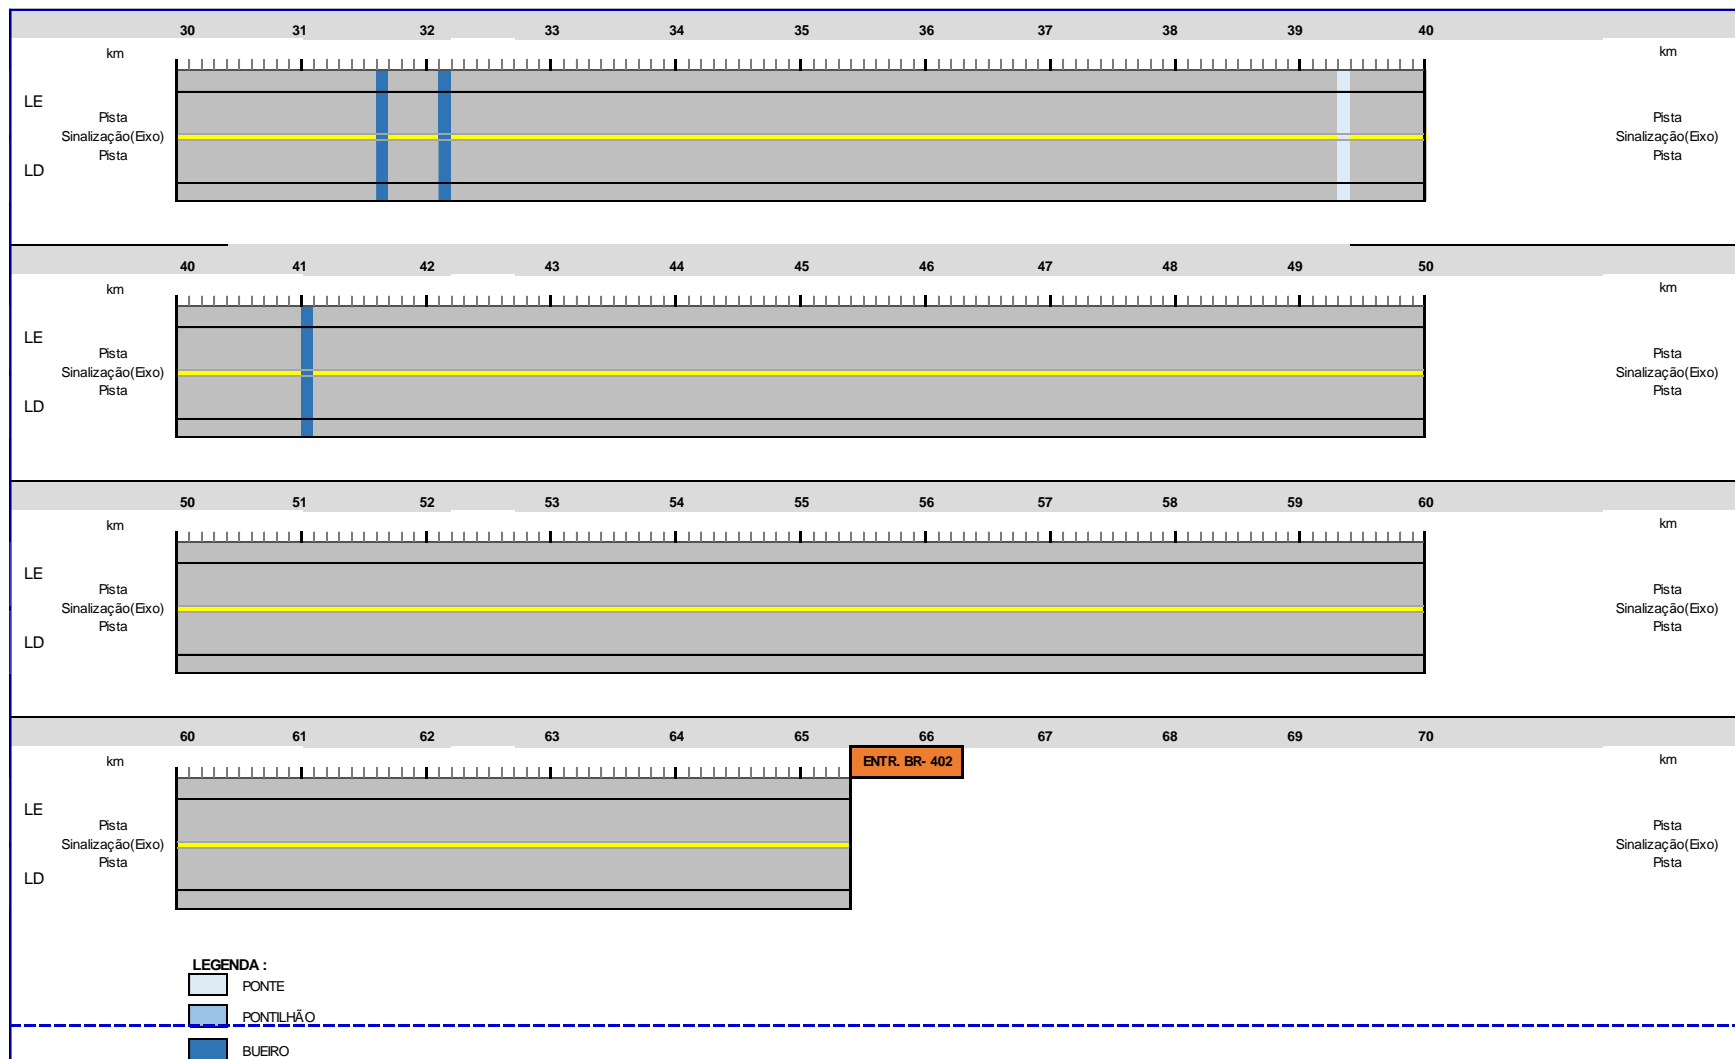 30 31 32 33 34 35 36 37 38 39 40
km km
LE
Pista Pista
Sinalização(Eixo) Sinalização(Eixo)
Pista Pista
LD
40 41 42 43 44 45 46 47 48 49 50
km km
LE
Pista Pista
Sinalização(Eixo) Sinalização(Eixo)
Pista Pista
LD
50 51 52 53 54 55 56 57 58 59 60
km km
LE
Pista Pista
Sinalização(Eixo) Sinalização(Eixo)
Pista Pista
LD
60 61 62 63 64 65 66 67 68 69 70
km ENTR. BR- 402 km
LE
Pista Pista
Sinalização(Eixo) Sinalização(Eixo)
Pista Pista
LD
LEGENDA :
PONTE
PONTILHÃO
BUEIRO